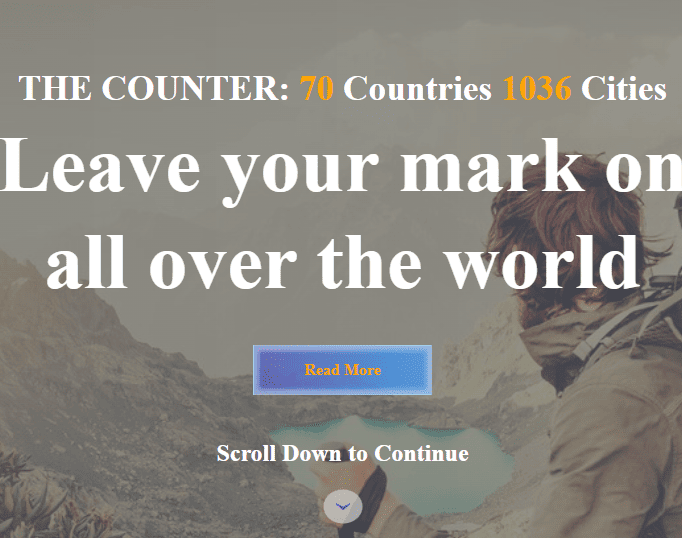 THE COUNTER: 70 Countries 1036 Cities
Leave your mark on
all over the world
Read More
Scroll Down to Continue